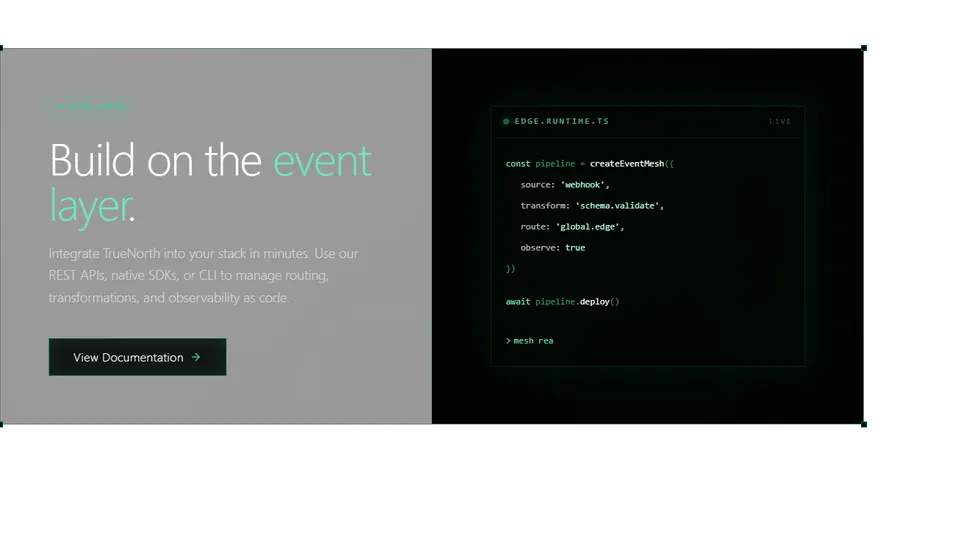 Build on the event
layer.
Integrate TrueNorth into your stack in minutes. Use our
REST APIs, native SDKs, or CLI to manage routing,
transformations, and observability as code.
View Documentation →
EDGE.RUNTIME.TS
LIVE
const pipeline = createEventMesh({
source: 'webhook',
transform: 'schema.validate',
route: 'global.edge',
observe: true
})
await pipeline.deploy()
> mesh rea